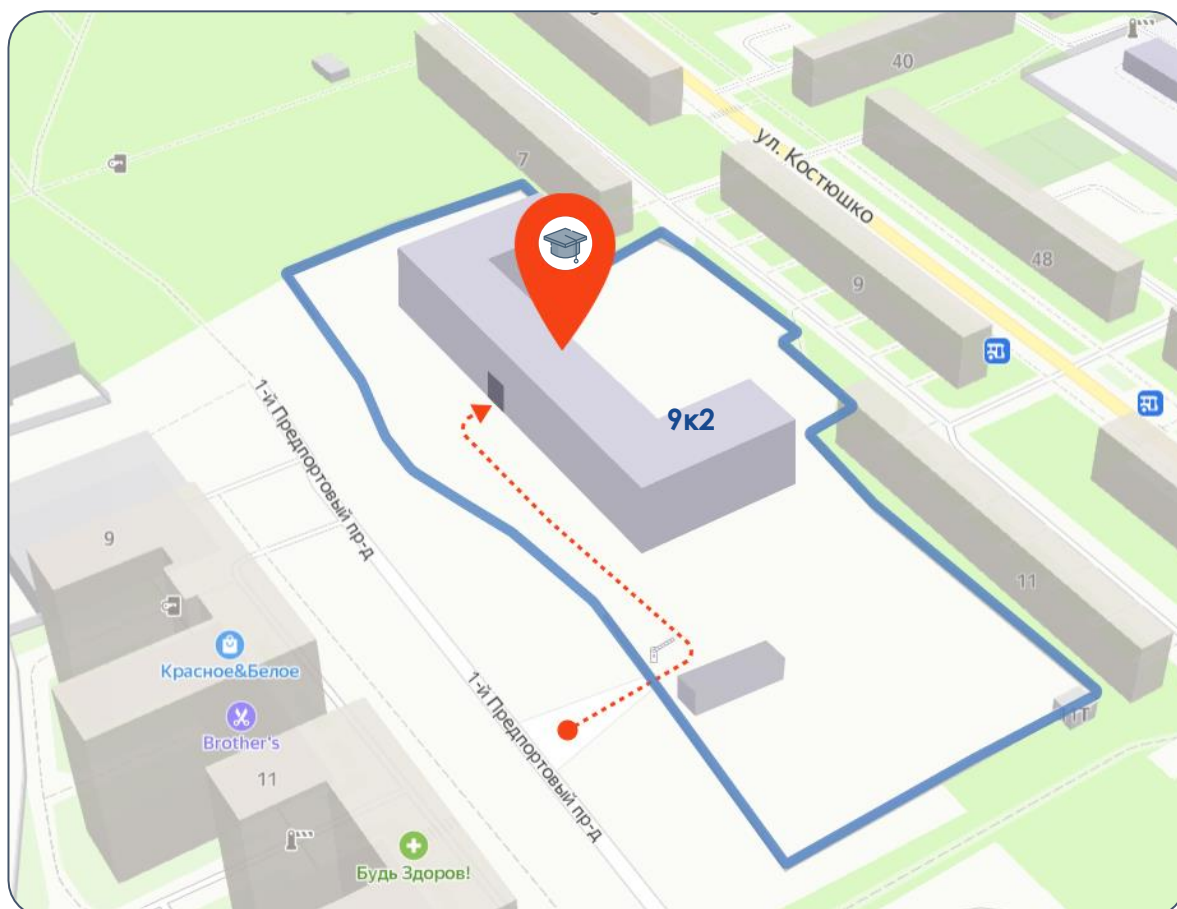 40
7
ул. Костюшко
48
9
1-й Предпортовый пр-д
9к2
9
11
Красное&Белое
1-й Предпортовый пр-д
Brother's
11
Будь Здоров!